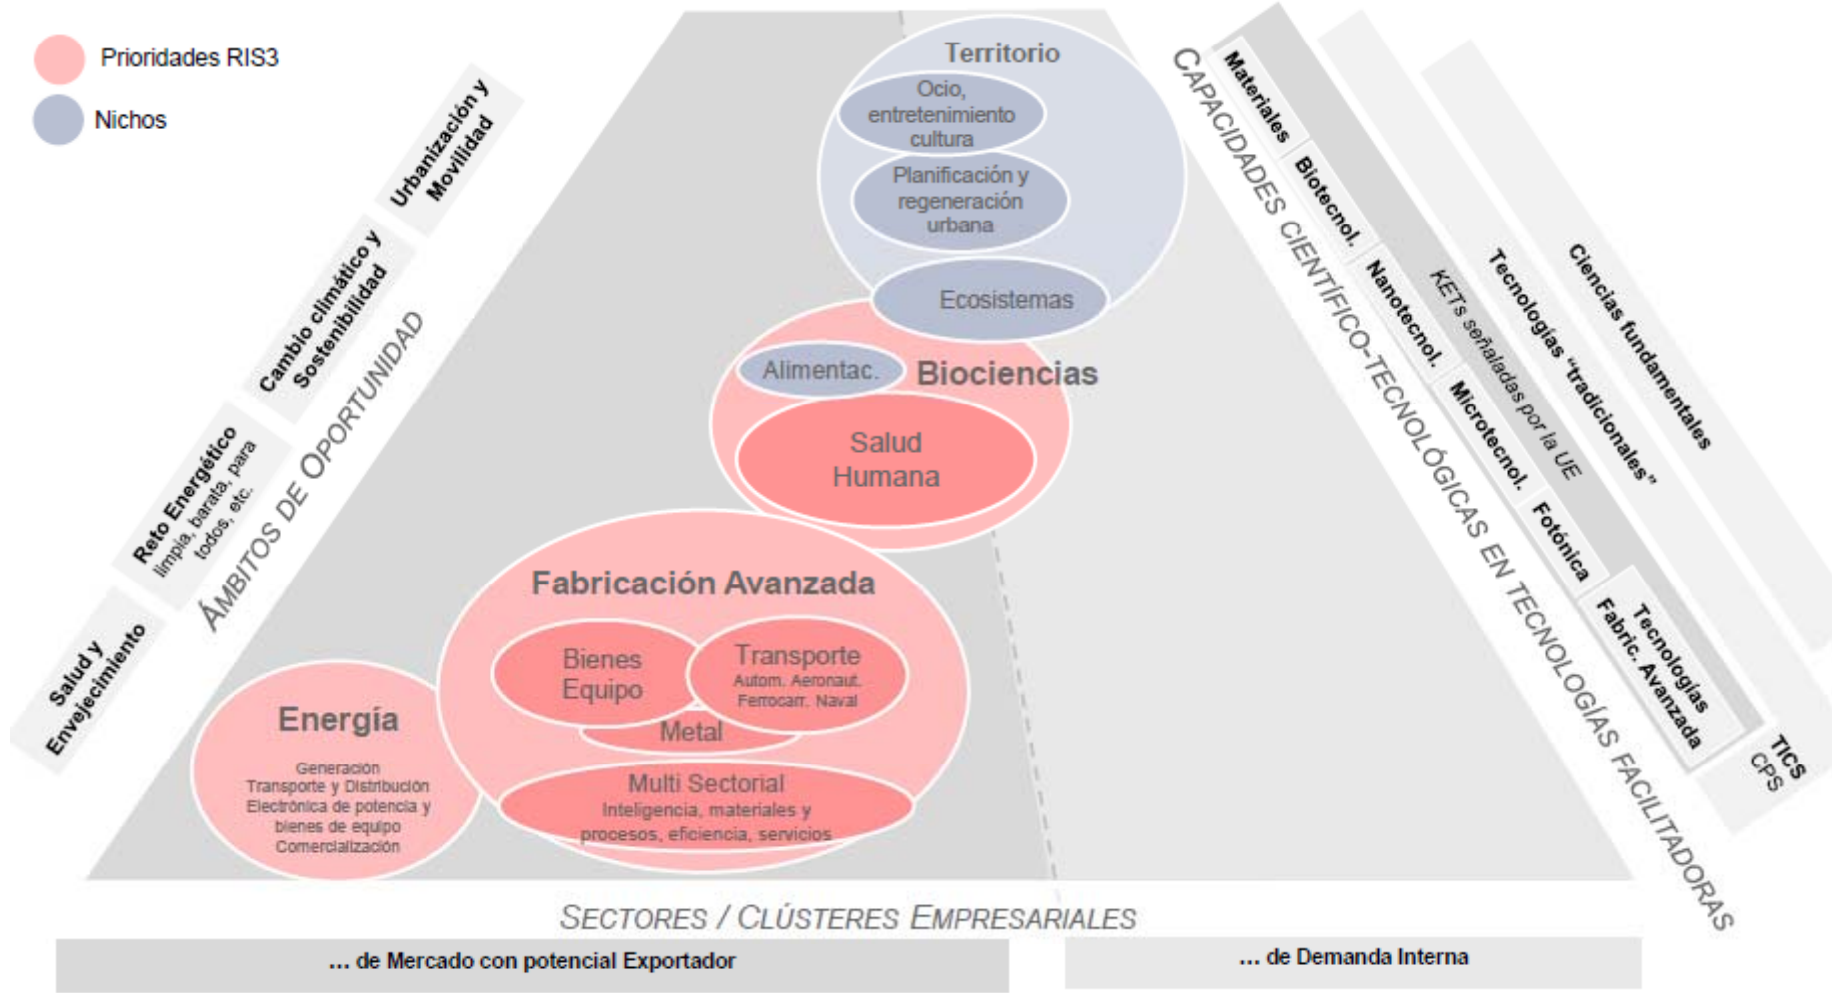 Prioridades RIS3
Nichos
Urbanización y
Movilidad
Cambio climático y
Sostenibilidad
Reto Energético
limpia, barata, para
todos, etc.
Salud y
Envejecimiento
ÁMBITOS DE OPORTUNIDAD
Territorio
Ocio,
entretenimiento
cultura
Planificación y
regeneración
urbana
Ecosistemas
Alimentac.
Biociencias
Salud
Humana
Fabricación Avanzada
Bienes
Equipo
Transporte
Autom. Aeronaut.
Ferrocarr. Naval
Metal
Multi Sectorial
Inteligencia, materiales y
procesos, eficiencia, servicios
Energía
Generación
Transporte y Distribución
Electrónica de potencia y
bienes de equipo
Comercialización
CAPACIDADES CIENTÍFICO-TECNOLÓGICAS EN TECNOLOGÍAS FACILITADORAS
Materiales
Biotecnol.
Nanotecnol.
Microtecnol.
Fotónica
Tecnologías
Fabric. Avanzada
KETs señaladas por la UE
Tecnologías “tradicionales”
Ciencias fundamentales
TICS
CPS
SECTORES / CLÚSTERES EMPRESARIALES
... de Mercado con potencial Exportador
... de Demanda Interna